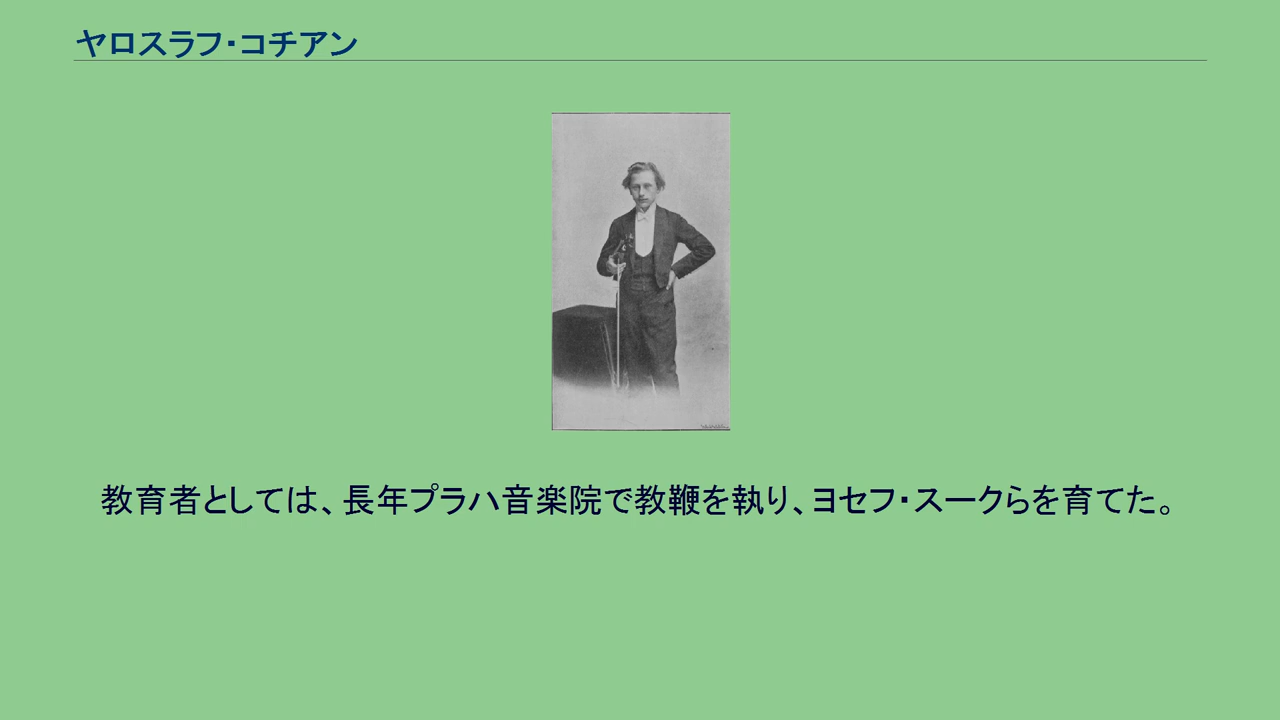 ヤロスラフ・コチアン
教育者としては、長年プラハ音楽院で教鞭を執り、ヨセフ・スークらを育てた。